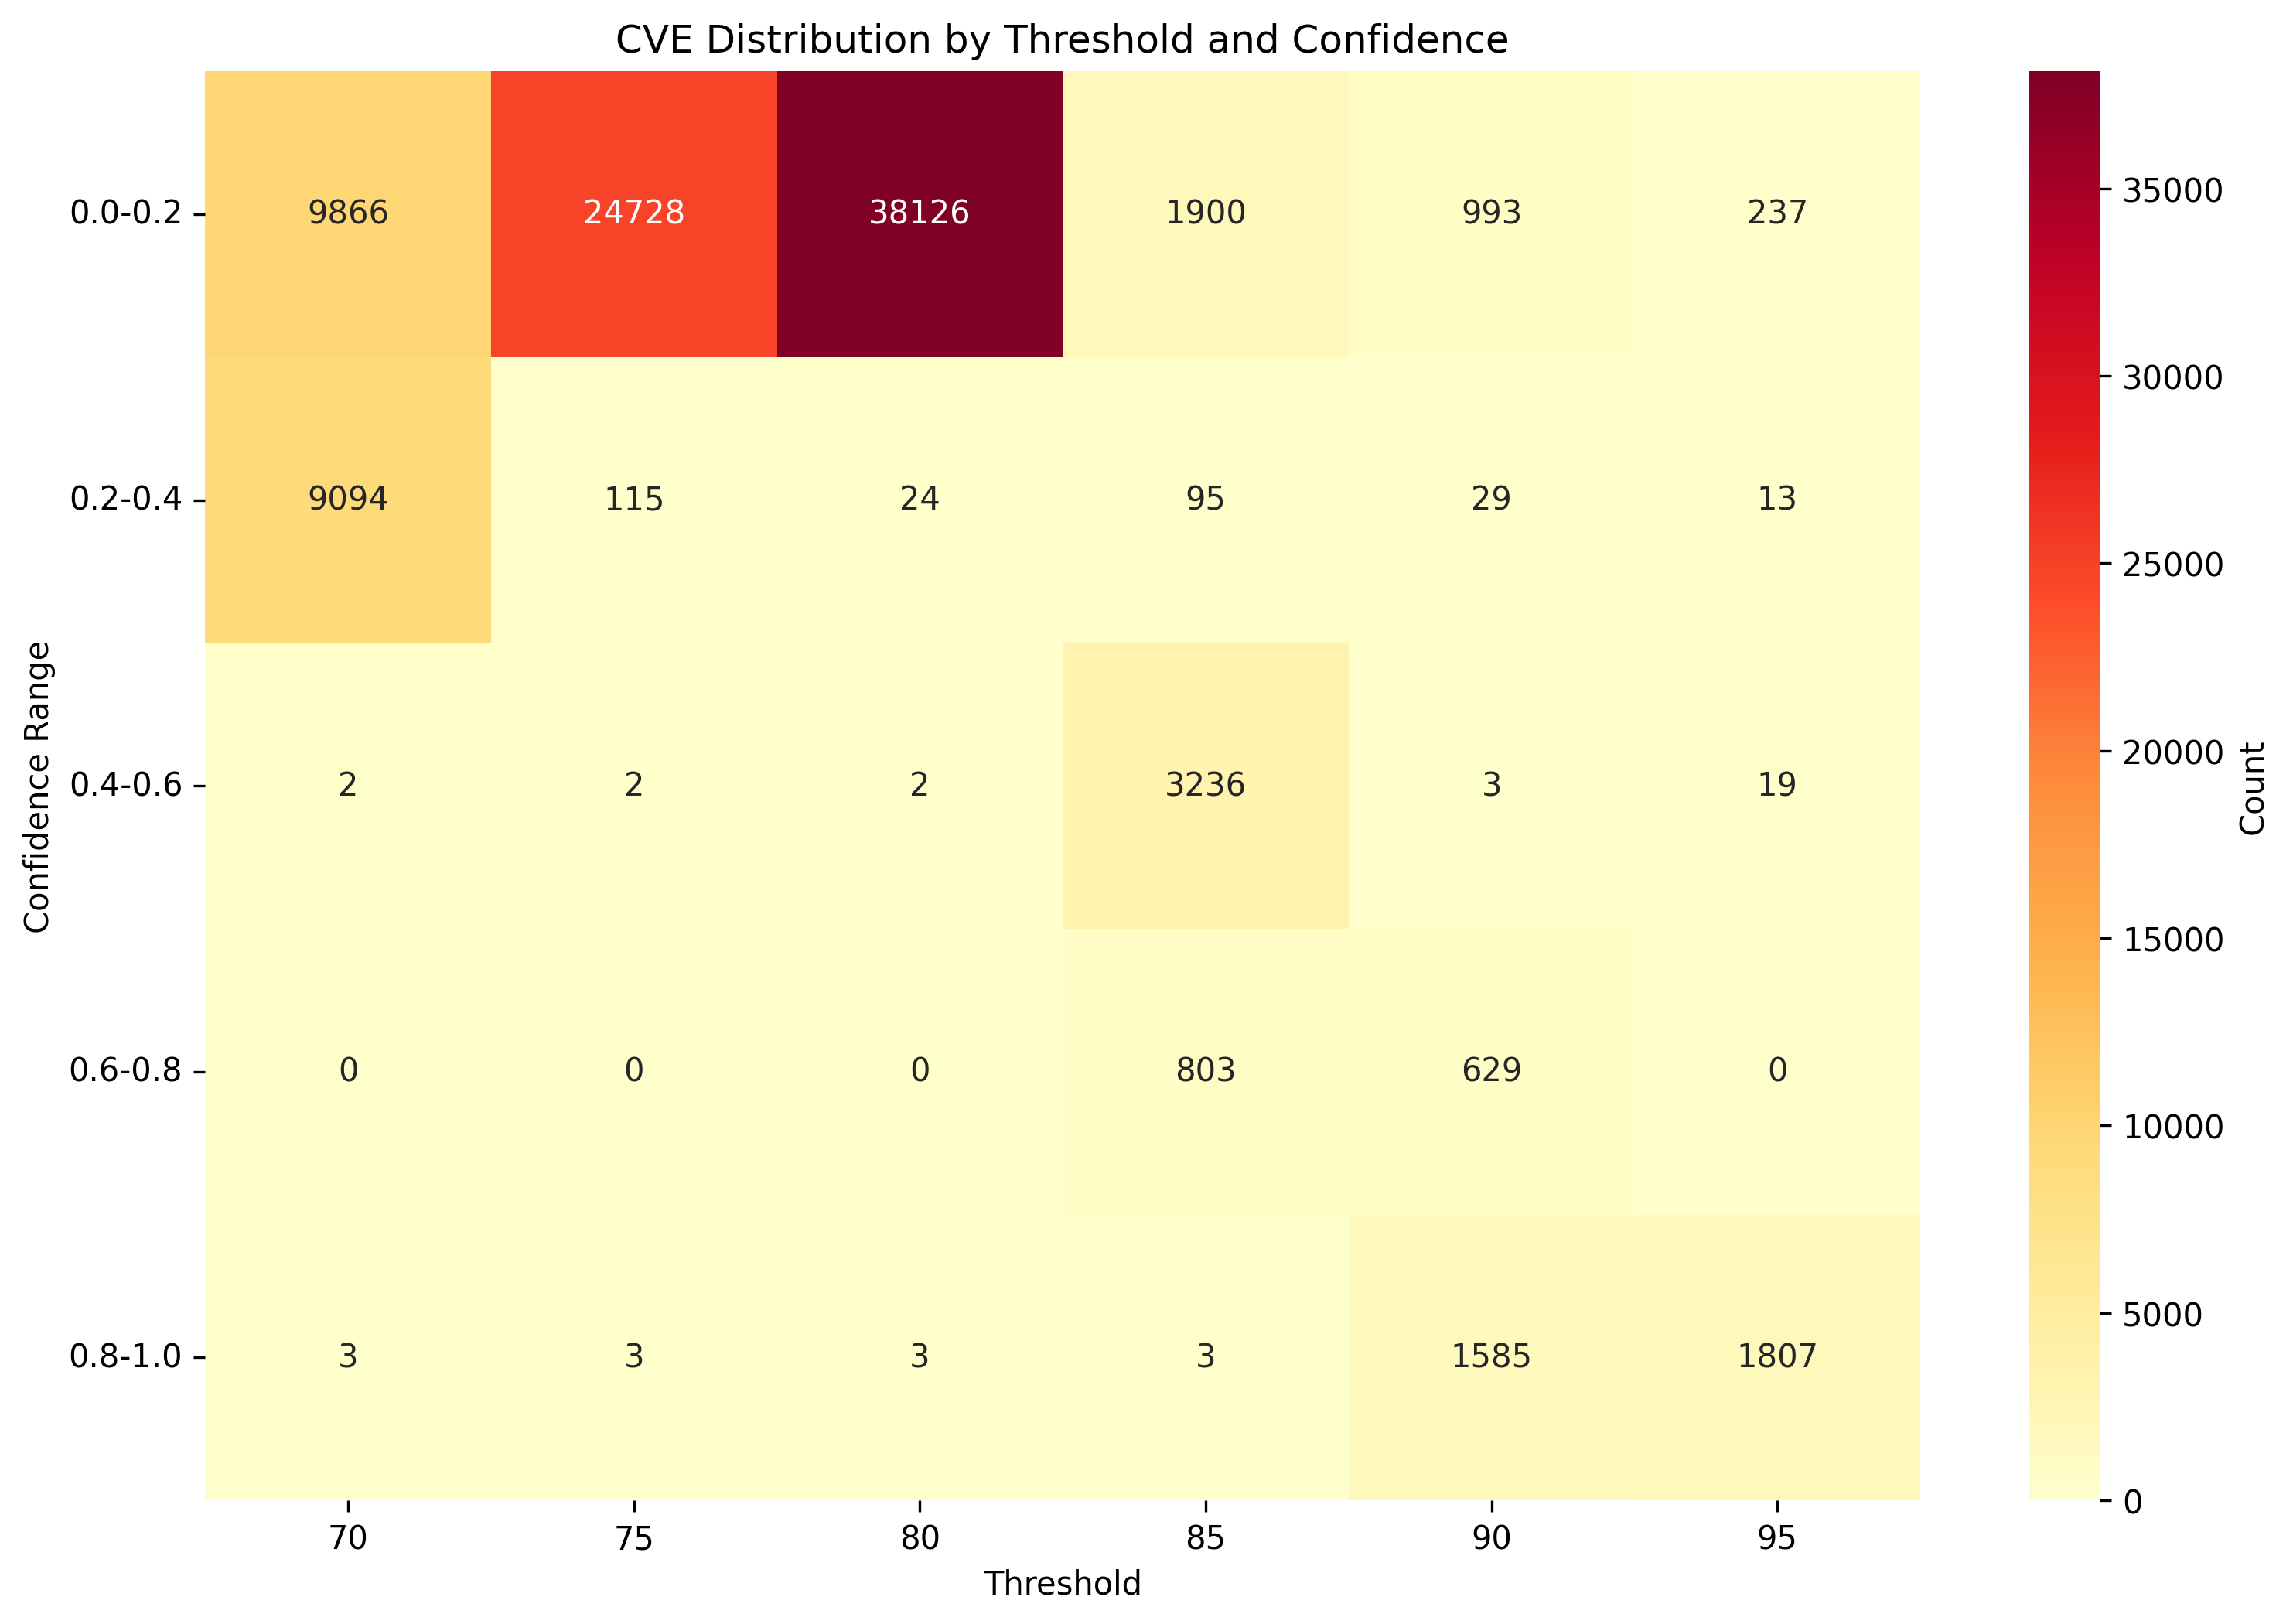 CVE Distribution by Threshold and Confidence
Confidence Range
0.0-0.2 9866 24728 38126 1900 993 237
0.2-0.4 9094 115 24 95 29 13
0.4-0.6 2 2 2 3236 3 19
0.6-0.8 0 0 0 803 629 0
0.8-1.0 3 3 3 3 1585 1807
70 75 80 85 90 95
Threshold
35000
30000
25000
20000
15000
10000
5000
0
Count